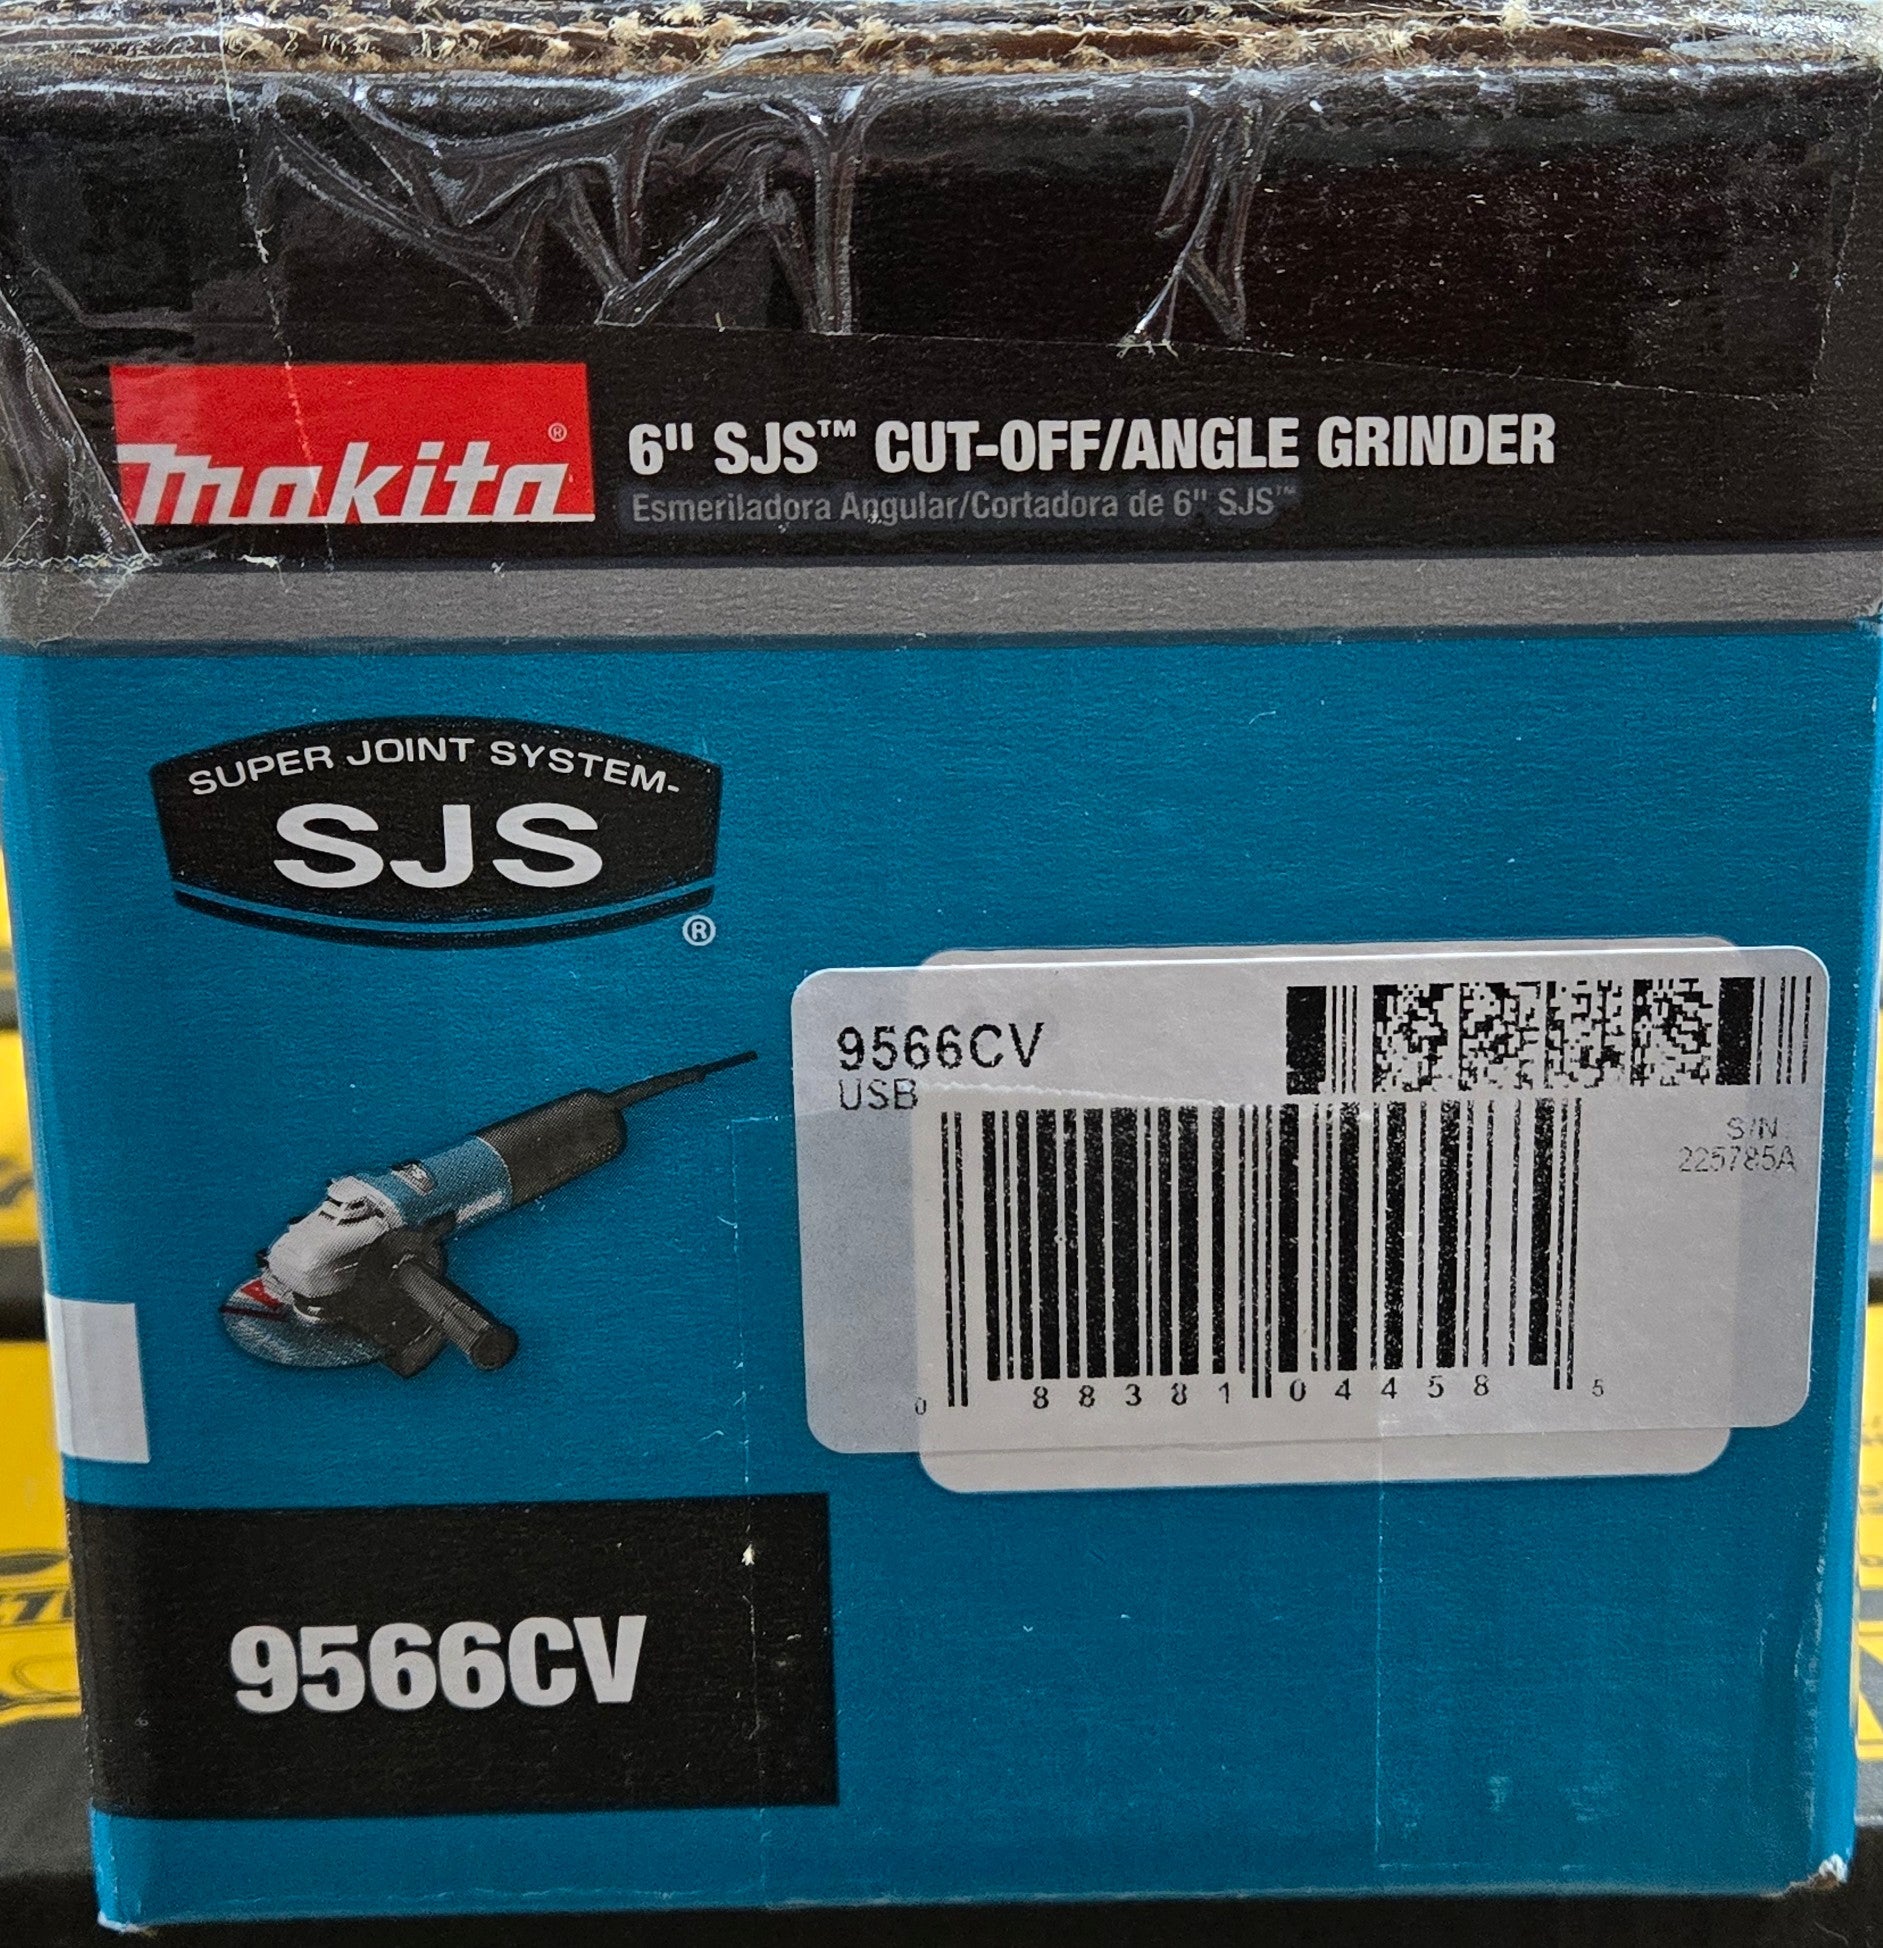 makita®
6" SJS™ CUT-OFF/ANGLE GRINDER
Esmeriladora Angular/Cortadora de 6" SJS™
SUPER JOINT SYSTEM-
SJS
®
9566CV
USB
S/N
225785A
0 88381 04458 5
9566CV